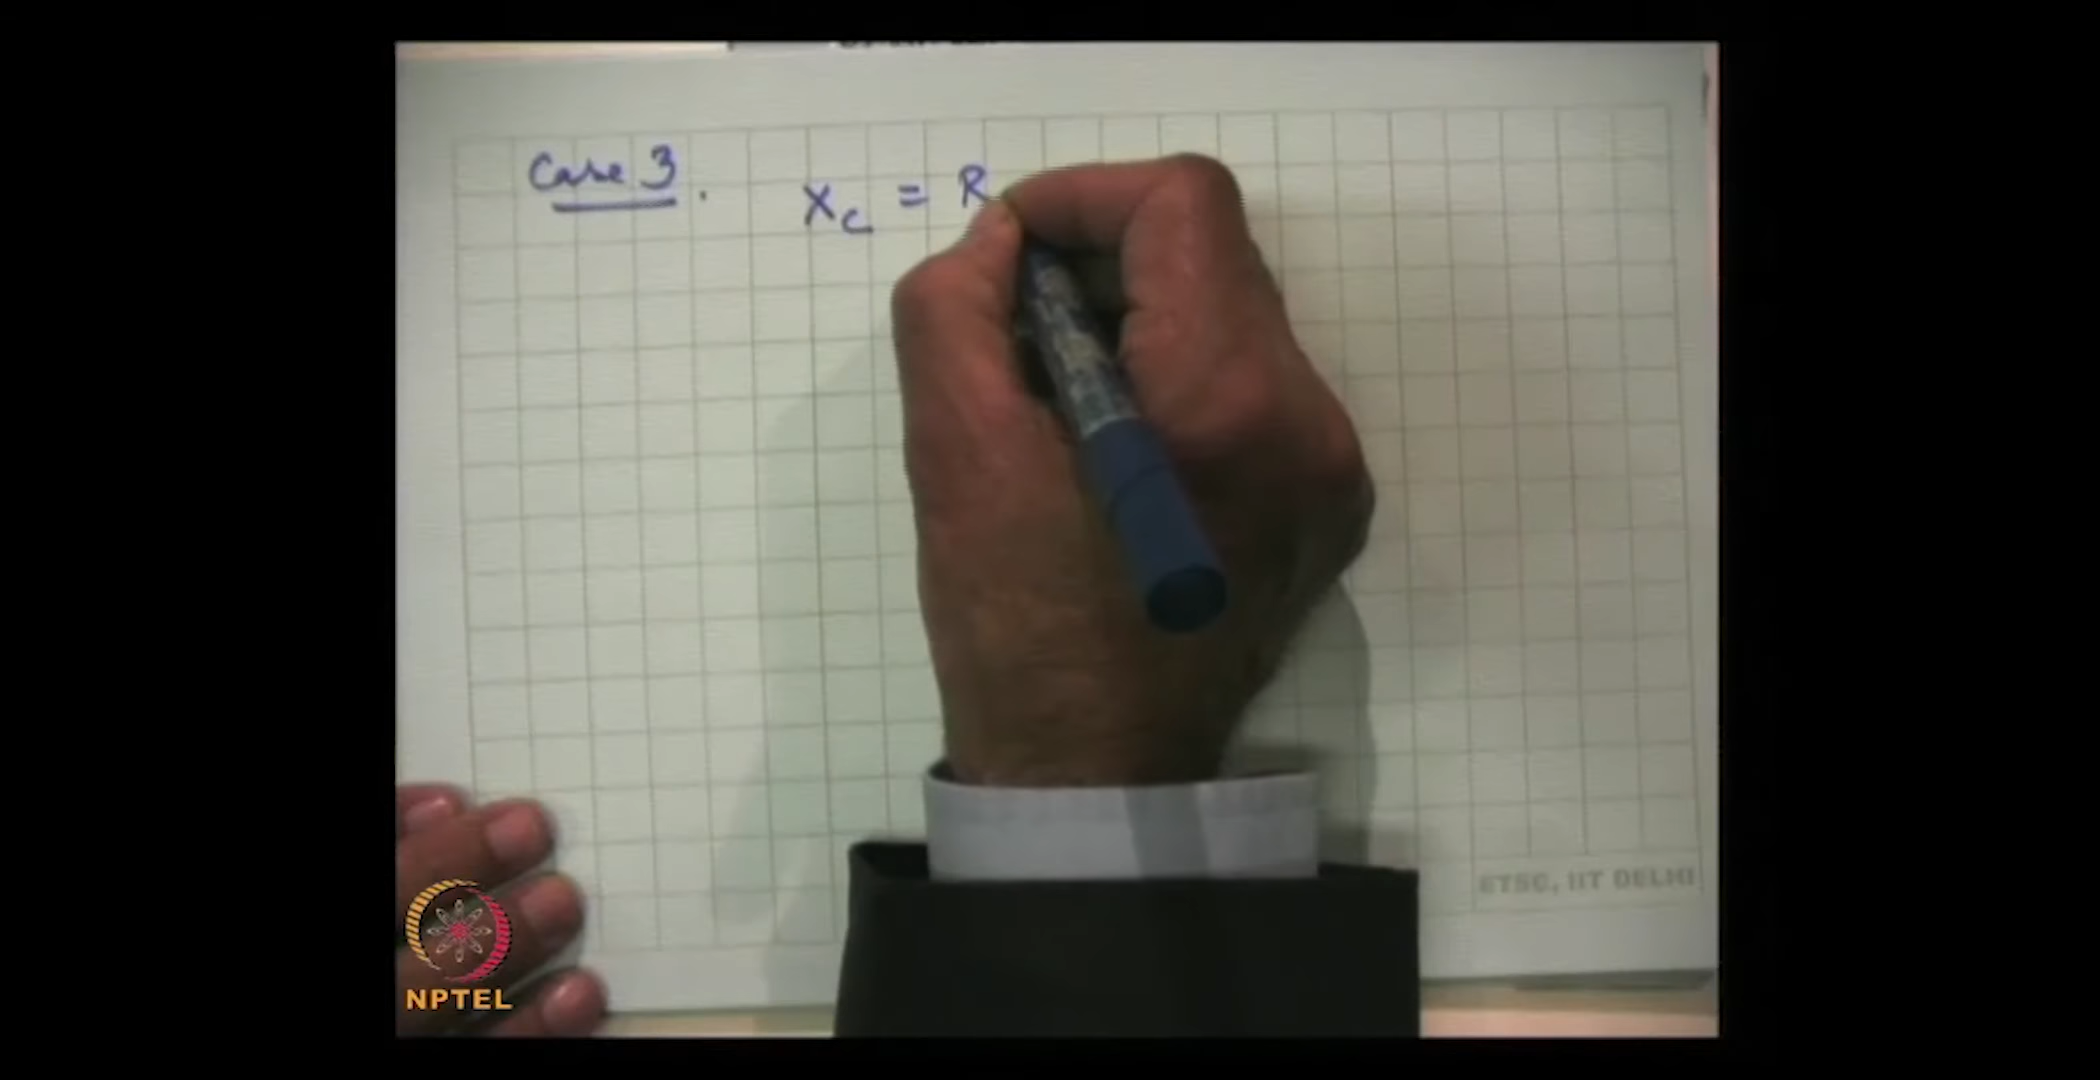 Case 3. Xc = R
ETSC, IIT DELHI
NPTEL